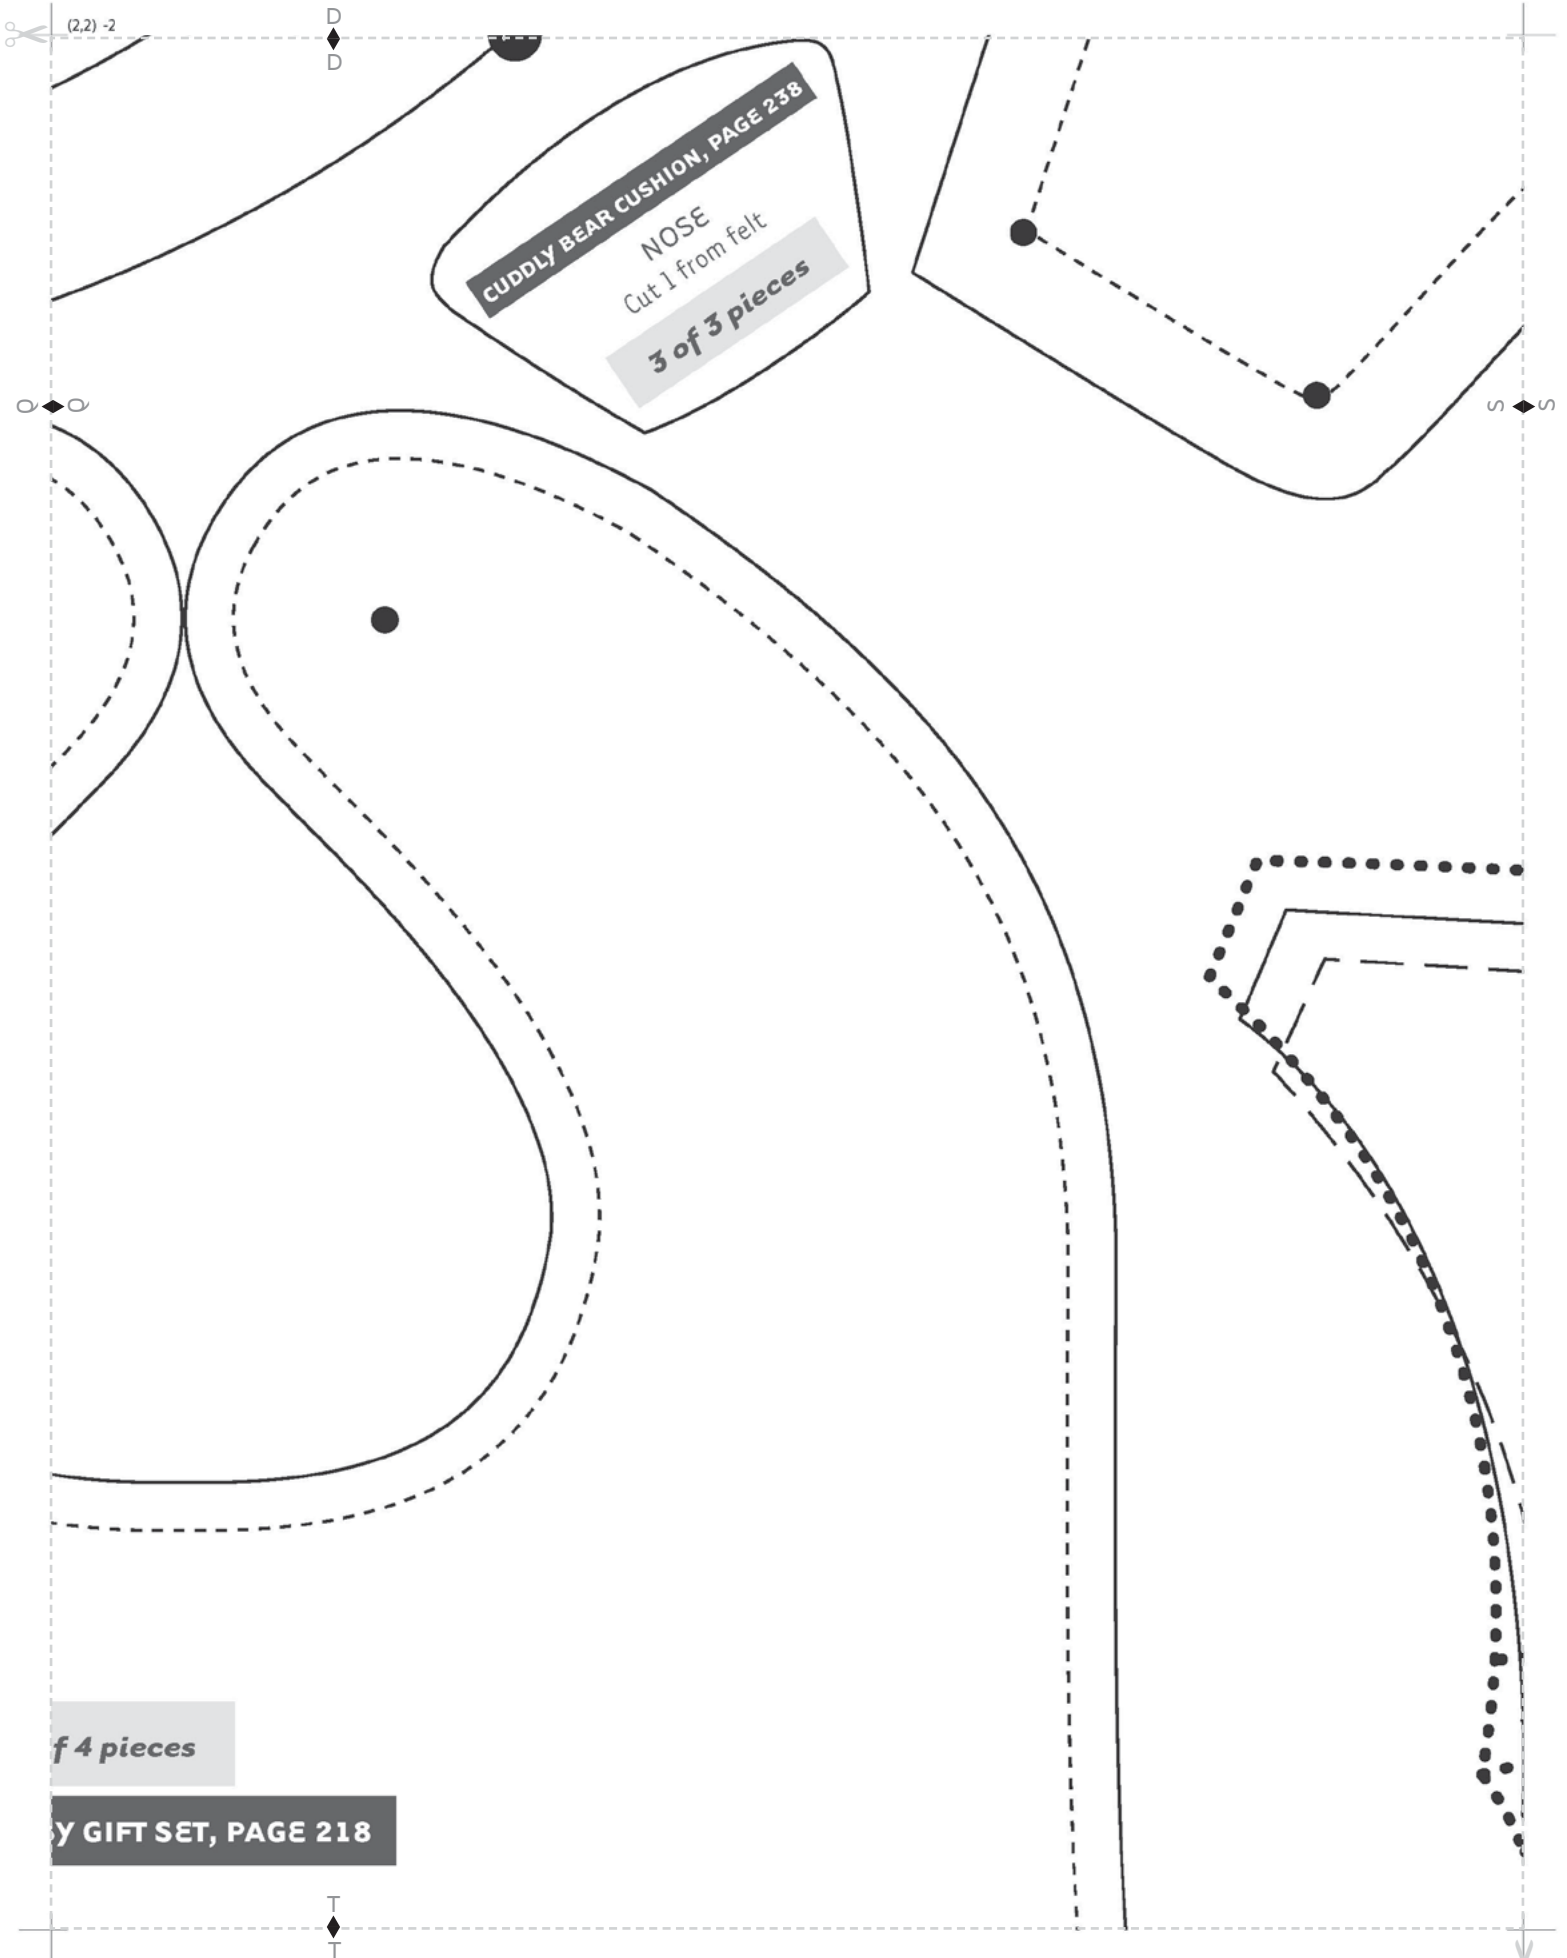 (2,2) -2
D
D
CUDDLY BEAR CUSHION, PAGE 238
NOSE
Cut 1 from felt
3 of 3 pieces
Q Q
S S
f 4 pieces
Y GIFT SET, PAGE 218
T
T